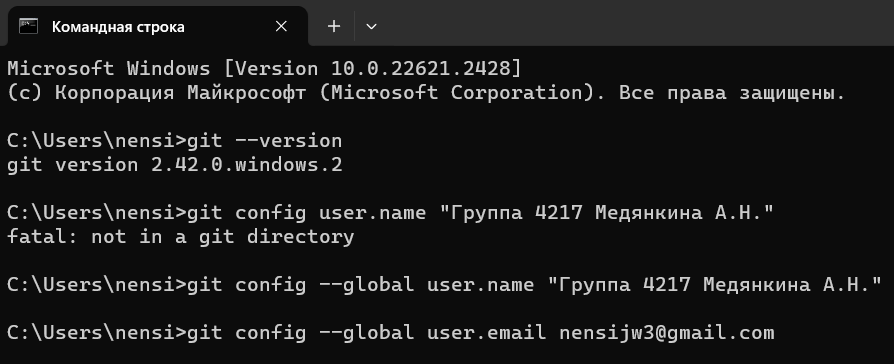 Командная строка
Microsoft Windows [Version 10.0.22621.2428]
(c) Корпорация Майкрософт (Microsoft Corporation). Все права защищены.
C:\Users\nensi>git --version
git version 2.42.0.windows.2
C:\Users\nensi>git config user.name "Группа 4217 Медянкина А.Н."
fatal: not in a git directory
C:\Users\nensi>git config --global user.name "Группа 4217 Медянкина А.Н."
C:\Users\nensi>git config --global user.email nensijw3@gmail.com